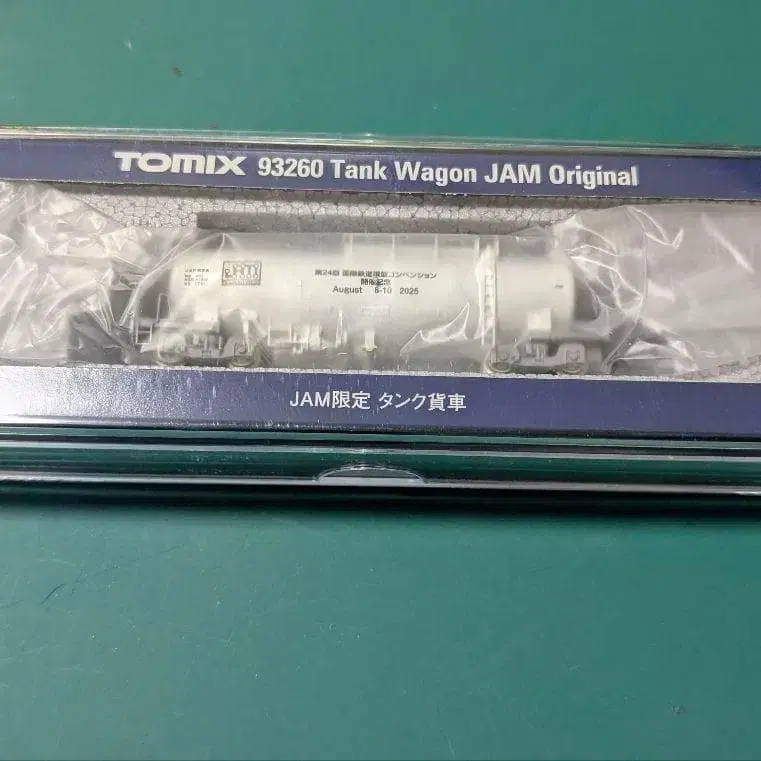 TOMIX 93260 Tank Wagon JAM Original
JAM
第24回 国際鉄道模型コンベンション
開催記念
August 8-10 2025
JAM限定 タンク貨車